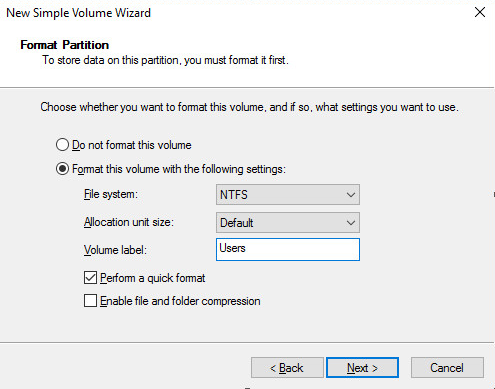 New Simple Volume Wizard
Format Partition
To store data on this partition, you must format it first.
Choose whether you want to format this volume, and if so, what settings you want to use.
Do not format this volume
Format this volume with the following settings:
File system: NTFS
Allocation unit size: Default
Volume label: Users
Perform a quick format
Enable file and folder compression
< Back Next > Cancel